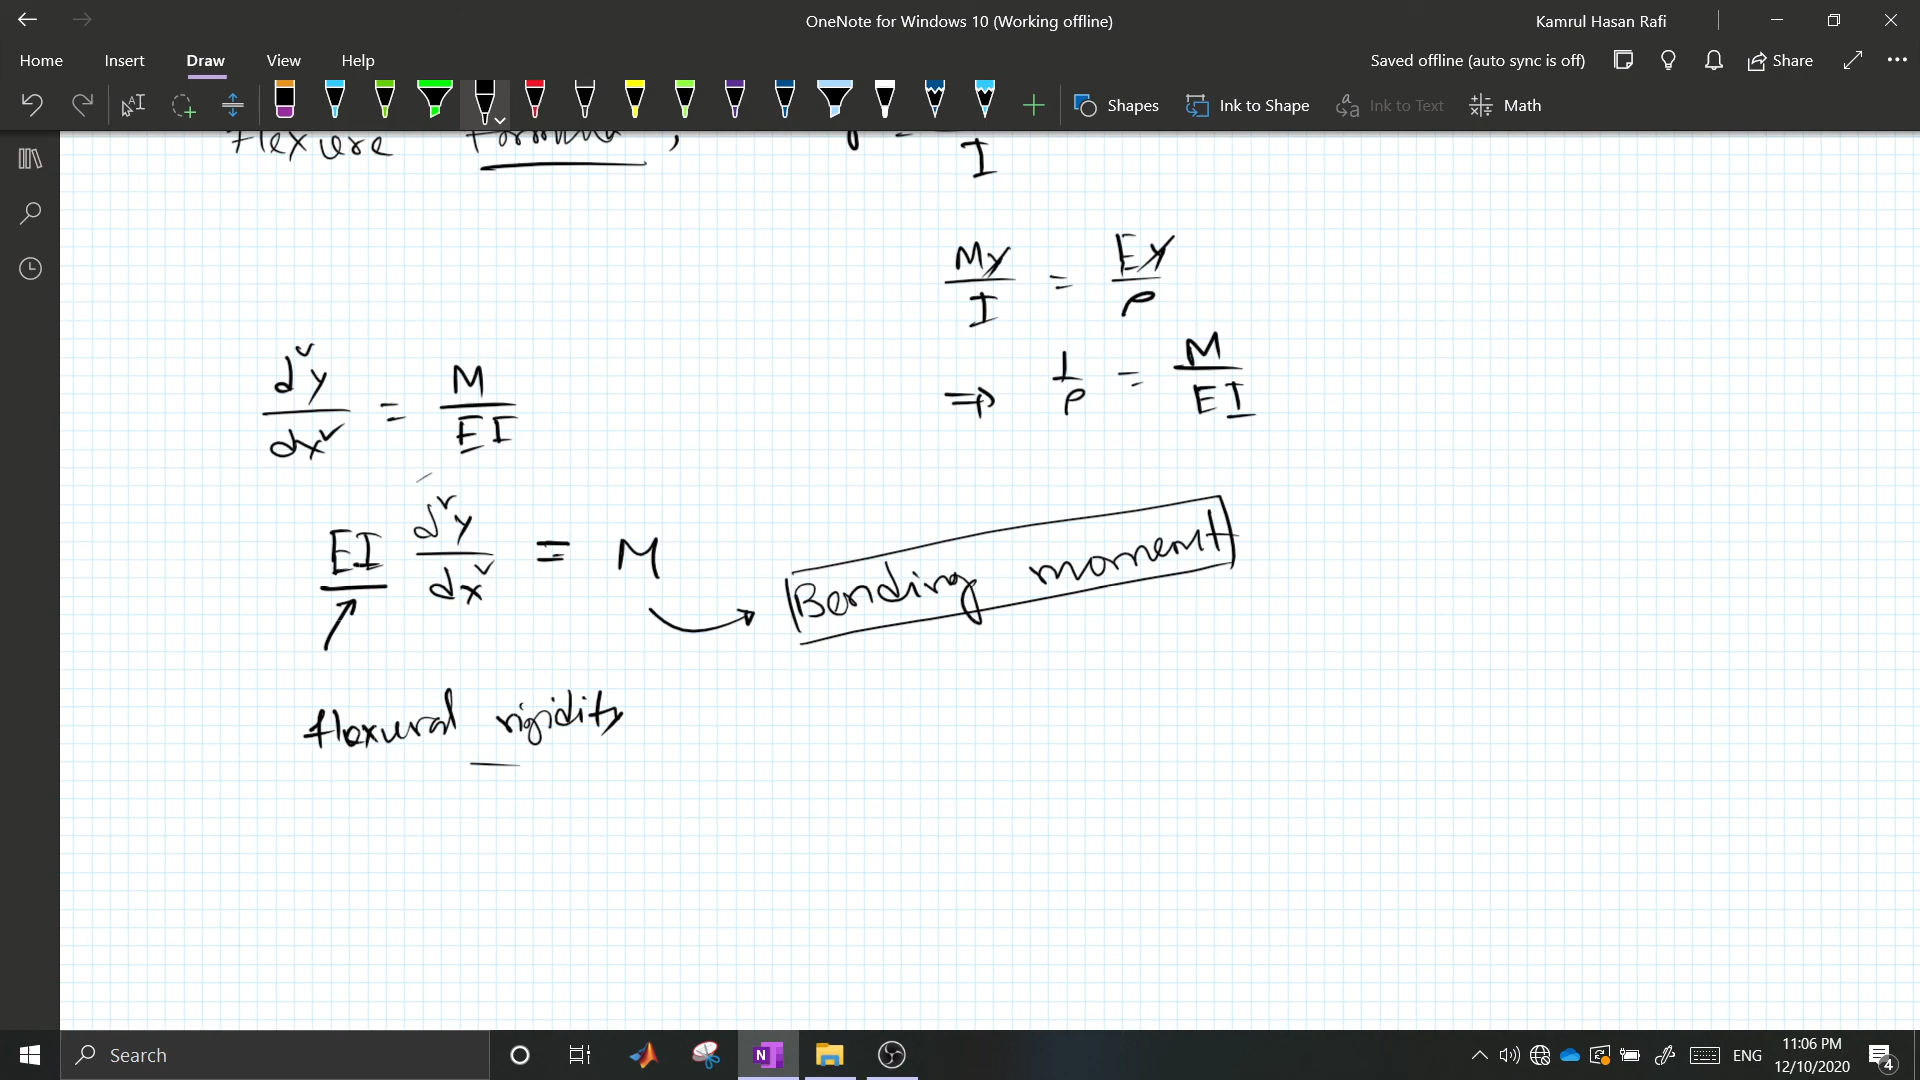 OneNote for Windows 10 (Working offline)
Kamrul Hasan Rafi
Home Insert Draw View Help
Saved offline (auto sync is off) Share
Shapes Ink to Shape Ink to Text Math
Flexure Formula,
I
My/I = Ey/ρ
⇒ 1/ρ = M/EI
d²y/dx² = M/EI
EI d²y/dx² = M
Bending moment
flexural rigidity
Search
ENG
11:06 PM
12/10/2020
4